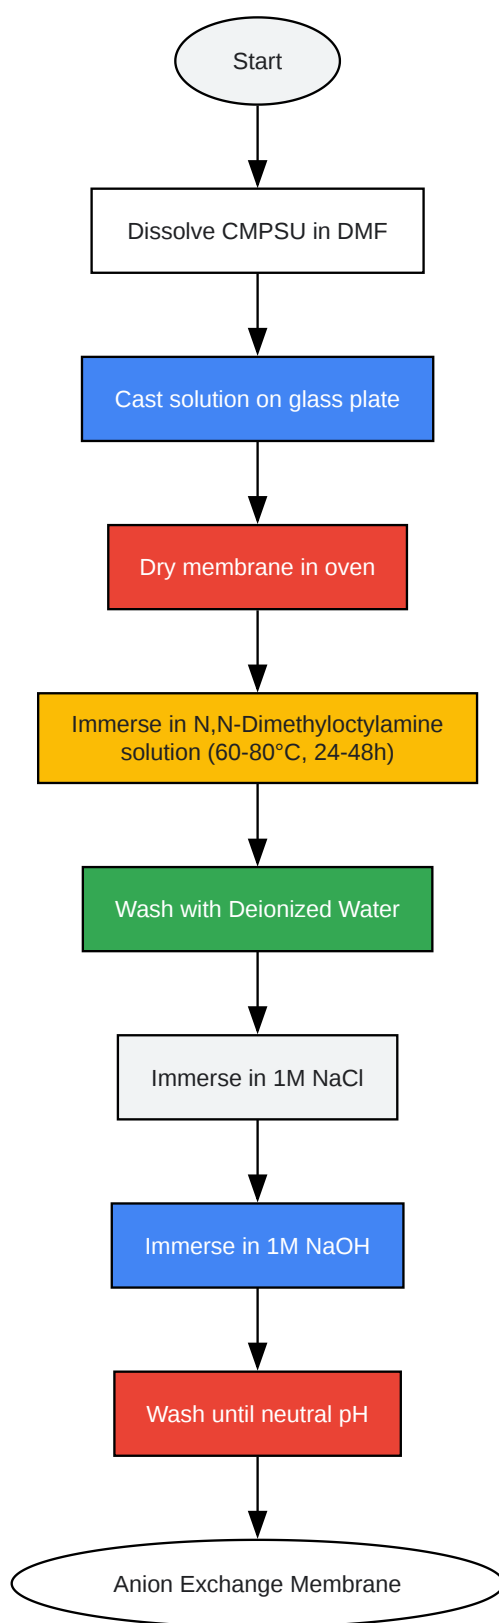 Start
Dissolve CMPSU in DMF
Cast solution on glass plate
Dry membrane in oven
Immerse in N,N-Dimethyloctylamine
solution (60-80°C, 24-48h)
Wash with Deionized Water
Immerse in 1M NaCl
Immerse in 1M NaOH
Wash until neutral pH
Anion Exchange Membrane